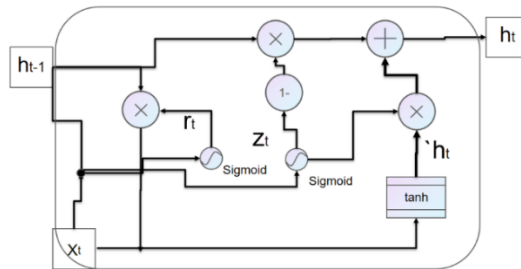 hₜ
hₜ₋₁
×
+
1-
×
×
rₜ
zₜ
`hₜ
Sigmoid
Sigmoid
tanh
xₜ